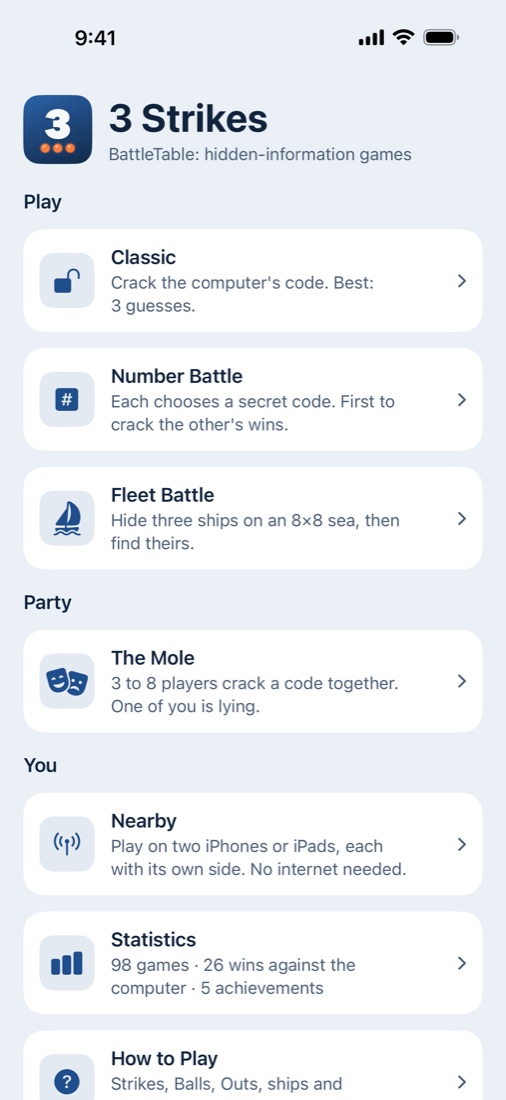 9:41
3
3 Strikes
BattleTable: hidden-information games
Play
Classic
Crack the computer's code. Best:
3 guesses.
#
Number Battle
Each chooses a secret code. First to
crack the other's wins.
Fleet Battle
Hide three ships on an 8×8 sea, then
find theirs.
Party
The Mole
3 to 8 players crack a code together.
One of you is lying.
You
Nearby
Play on two iPhones or iPads, each
with its own side. No internet needed.
Statistics
98 games · 26 wins against the
computer · 5 achievements
?
How to Play
Strikes, Balls, Outs, ships and